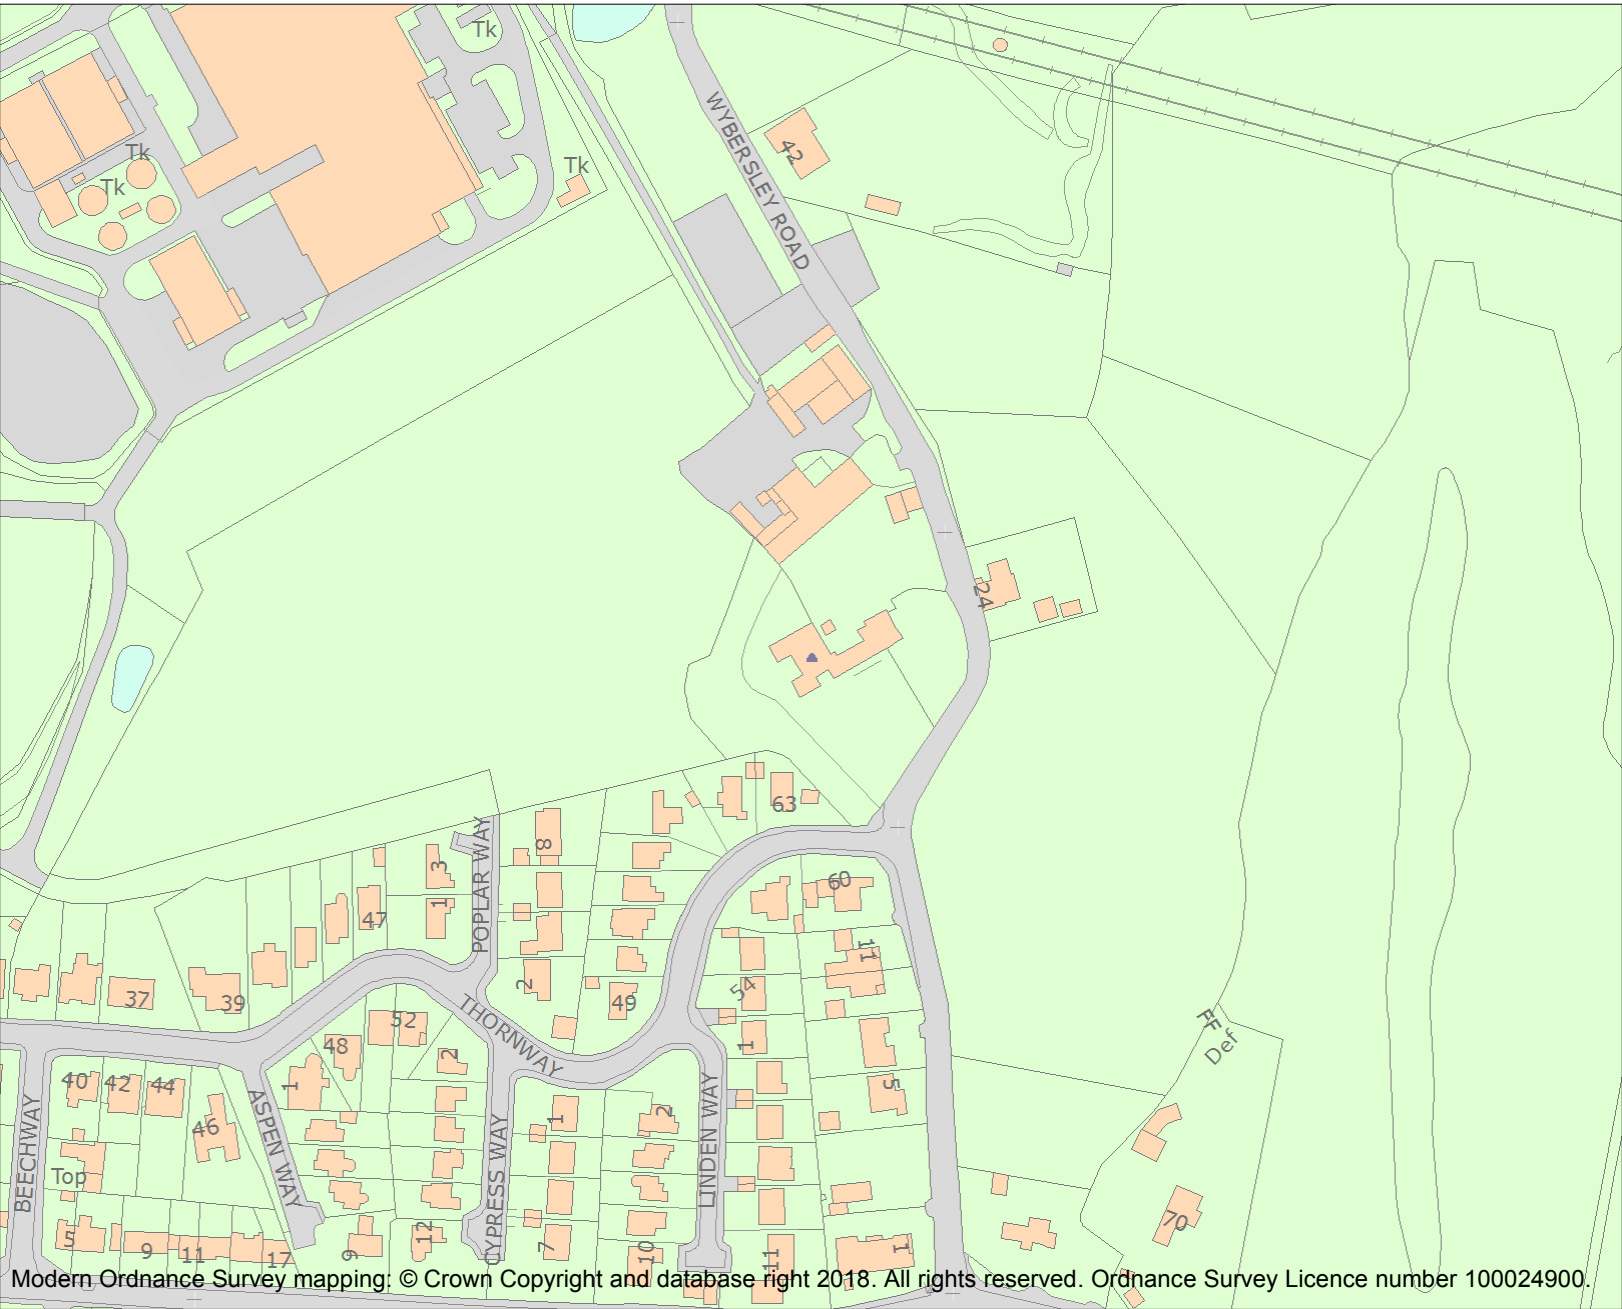 Tk
Tk
Tk
Tk
WYBERSLEY ROAD
42
24
63
8
3
1
POPLAR WAY
60
47
11
2
49
54
37
39
THORNWAY
52
48
2
1
1
FF
Def
40
42
44
46
1
2
5
BEECHWAY
ASPEN WAY
CYPRESS WAY
LINDEN WAY
Top
5
9
11
17
9
12
7
10
11
1
70
Modern Ordnance Survey mapping: © Crown Copyright and database right 2018. All rights reserved. Ordnance Survey Licence number 100024900.